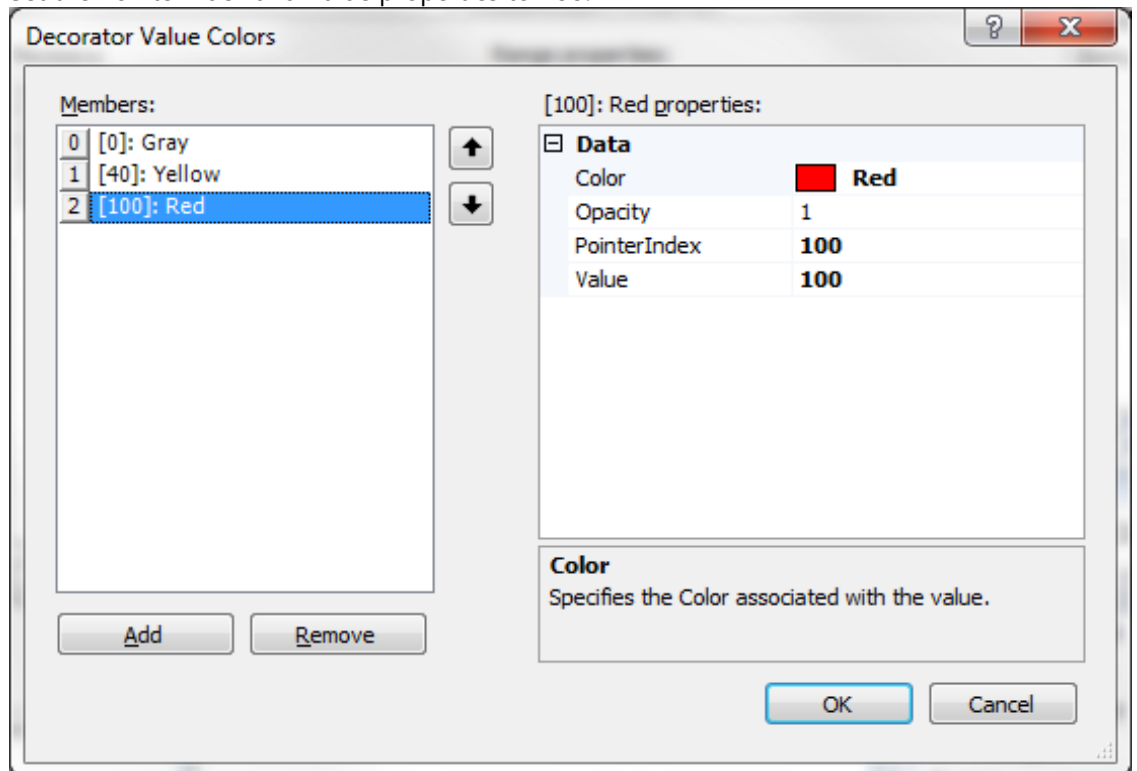 Decorator Value Colors
Members:
0 [0]: Gray
1 [40]: Yellow
2 [100]: Red
Add Remove
[100]: Red properties:
Data
Color Red
Opacity 1
PointerIndex 100
Value 100
Color
Specifies the Color associated with the value.
OK Cancel